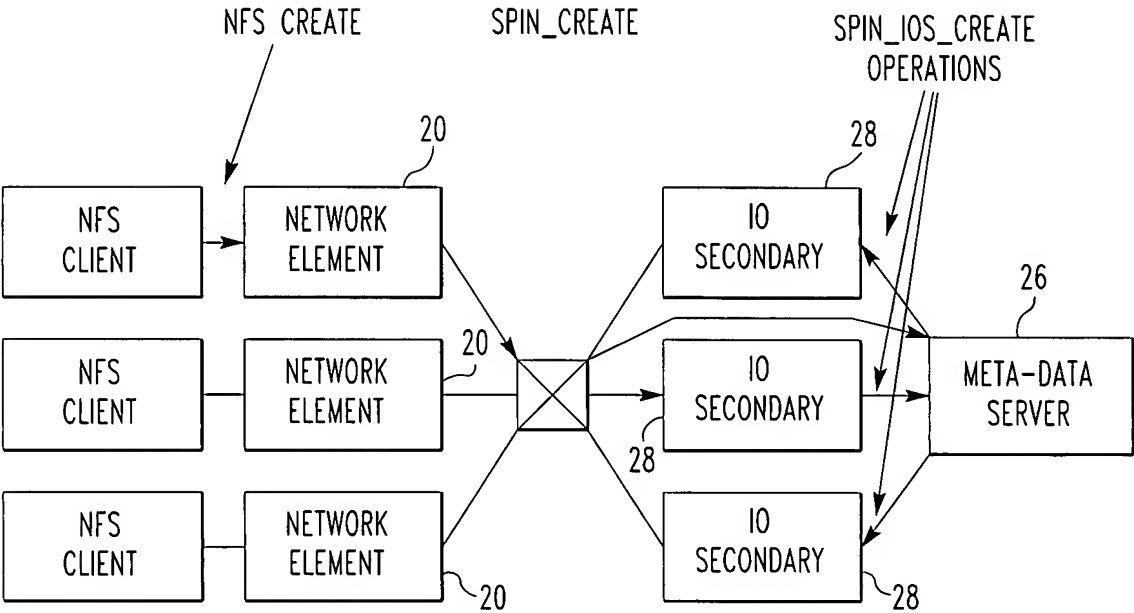 NFS CREATE
SPIN_CREATE
SPIN_IOS_CREATE
OPERATIONS
20
28
NFS
CLIENT
NETWORK
ELEMENT
IO
SECONDARY
26
20
NFS
CLIENT
NETWORK
ELEMENT
IO
SECONDARY
META-DATA
SERVER
28
NFS
CLIENT
NETWORK
ELEMENT
IO
SECONDARY
20
28